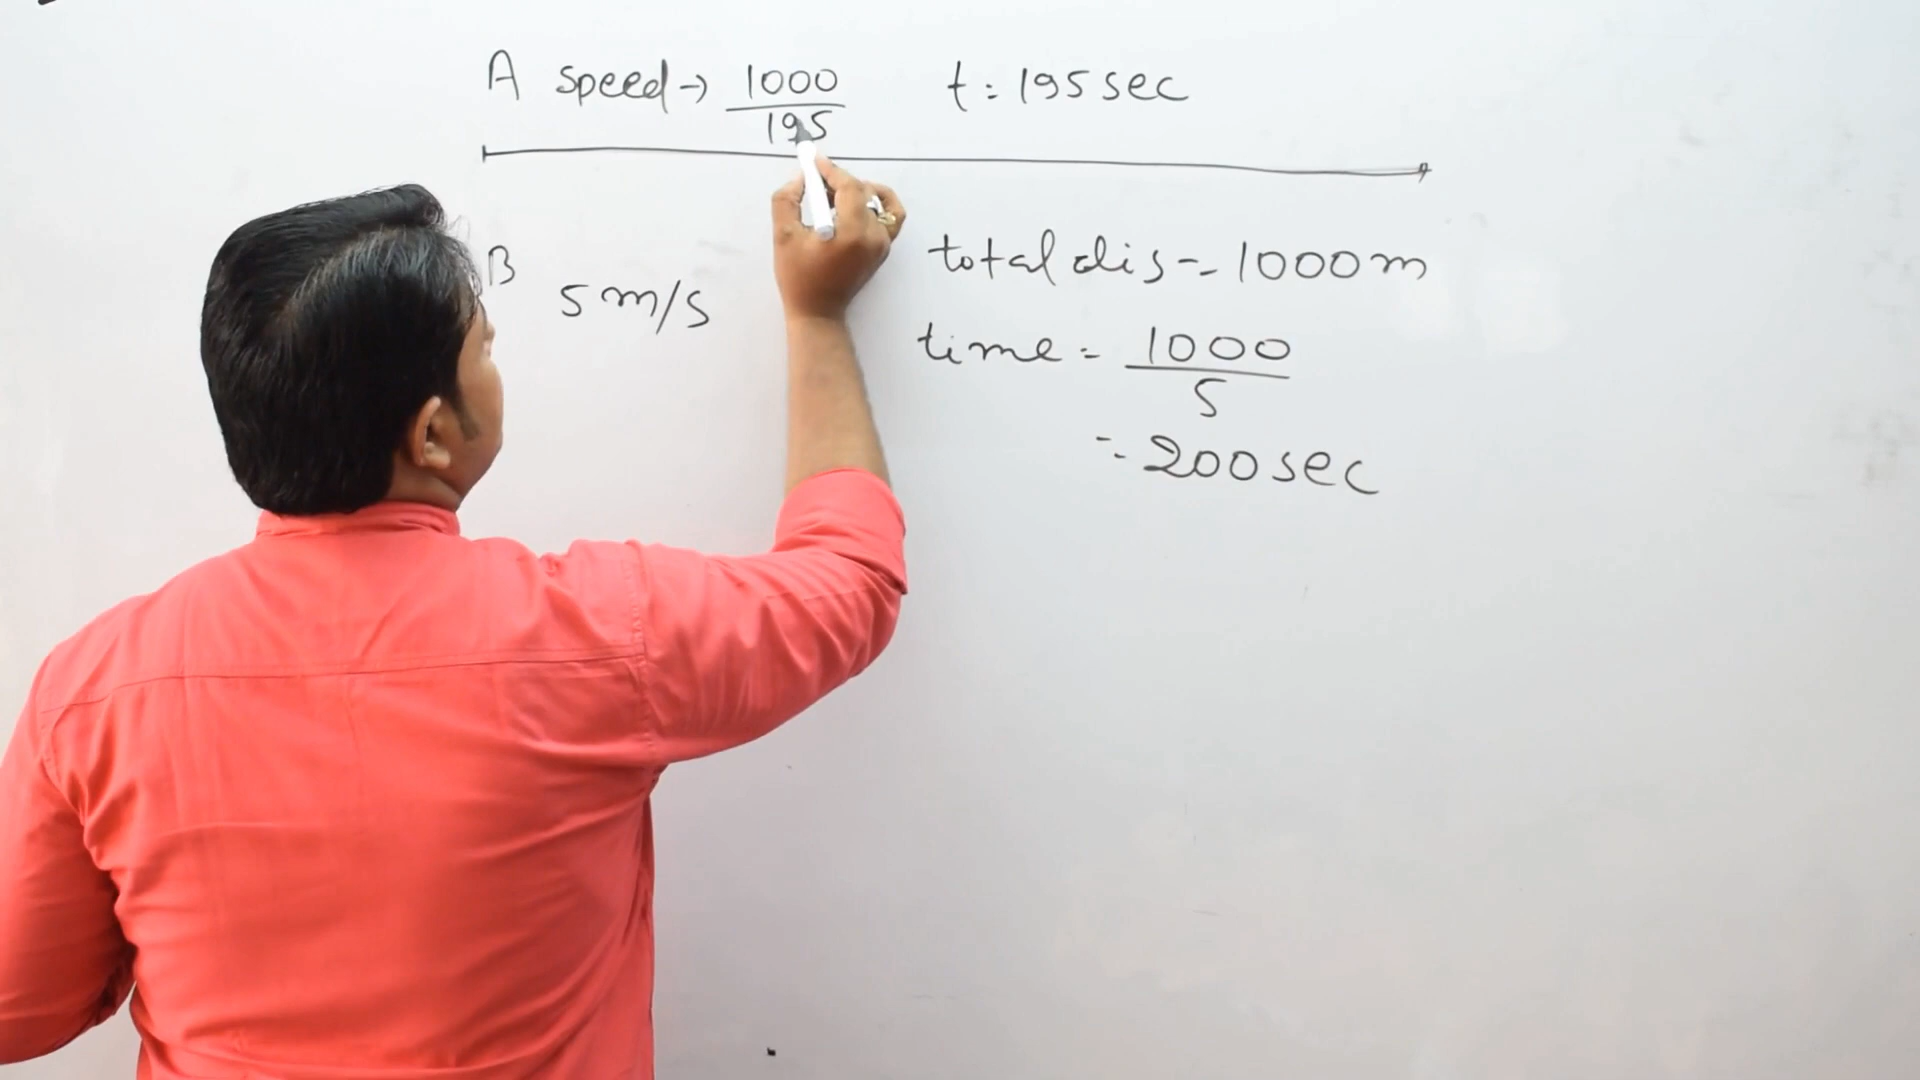 A speed→ 1000 t= 195 sec
195
B
5 m/s
total dis-= 1000m
time = 1000
5
= 200 sec